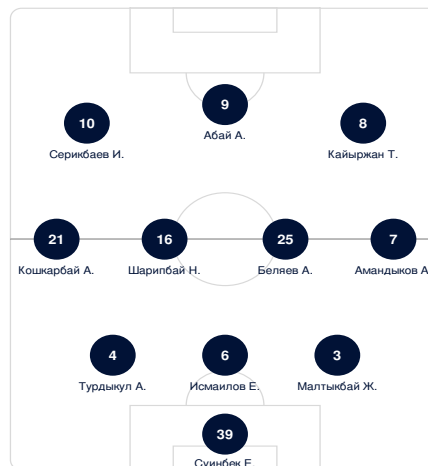 9
10
8
Абай А.
Серикбаев И.
Кайыржан Т.
21
16
25
7
Кошкарбай А.
Шарипбай Н.
Беляев А.
Амандыков А
4
6
3
Турдыкул А.
Исмаилов Е.
Малтыкбай Ж.
39
Суинбек Е.